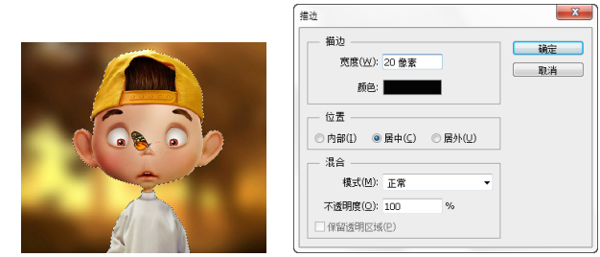 描边
描边
宽度(W): 20 像素
颜色:
确定
取消
位置
内部(I) 居中(C) 居外(U)
混合
模式(M): 正常
不透明度(O): 100 %
保留透明区域(P)